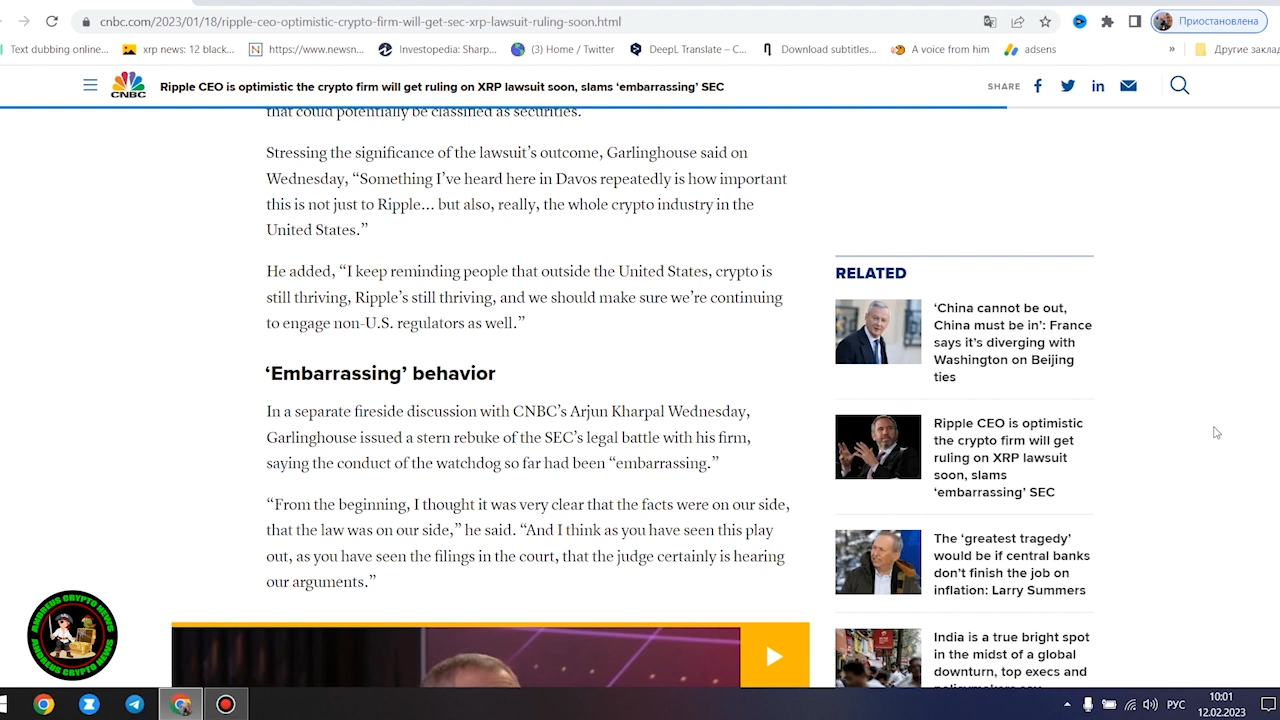 cnbc.com/2023/01/18/ripple-ceo-optimistic-crypto-firm-will-get-sec-xrp-lawsuit-ruling-soon.html
Приостановлена
Text dubbing online...
xrp news: 12 black...
https://www.newsn...
Investopedia: Sharp...
(3) Home / Twitter
DeepL Translate – C...
Download subtitles...
A voice from him
adsens
»
Другие закла
CNBC
Ripple CEO is optimistic the crypto firm will get ruling on XRP lawsuit soon, slams ‘embarrassing’ SEC
SHARE
that could potentially be classified as securities.
Stressing the significance of the lawsuit’s outcome, Garlinghouse said on
Wednesday, “Something I’ve heard here in Davos repeatedly is how important
this is not just to Ripple… but also, really, the whole crypto industry in the
United States.”
He added, “I keep reminding people that outside the United States, crypto is
still thriving, Ripple’s still thriving, and we should make sure we’re continuing
to engage non-U.S. regulators as well.”
‘Embarrassing’ behavior
In a separate fireside discussion with CNBC’s Arjun Kharpal Wednesday,
Garlinghouse issued a stern rebuke of the SEC’s legal battle with his firm,
saying the conduct of the watchdog so far had been “embarrassing.”
“From the beginning, I thought it was very clear that the facts were on our side,
that the law was on our side,” he said. “And I think as you have seen this play
out, as you have seen the filings in the court, that the judge certainly is hearing
our arguments.”
RELATED
‘China cannot be out,
China must be in’: France
says it’s diverging with
Washington on Beijing
ties
Ripple CEO is optimistic
the crypto firm will get
ruling on XRP lawsuit
soon, slams
‘embarrassing’ SEC
The ‘greatest tragedy’
would be if central banks
don’t finish the job on
inflation: Larry Summers
India is a true bright spot
in the midst of a global
downturn, top execs and
policymakers say
ANDREUS CRYPTO NEWS
ANDREUS CRYPTO NEWS
РУС
10:01
12.02.2023